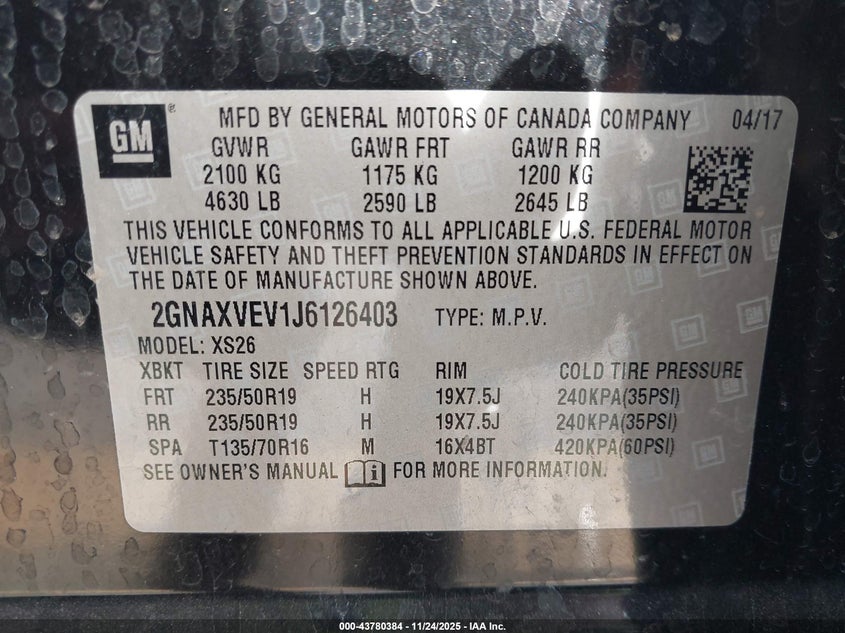 GM ® MFD BY GENERAL MOTORS OF CANADA COMPANY 04/17
GVWR GAWR FRT GAWR RR
2100 KG 1175 KG 1200 KG
4630 LB 2590 LB 2645 LB
THIS VEHICLE CONFORMS TO ALL APPLICABLE U.S. FEDERAL MOTOR
VEHICLE SAFETY AND THEFT PREVENTION STANDARDS IN EFFECT ON
THE DATE OF MANUFACTURE SHOWN ABOVE.
2GNAXVEV1J6126403 TYPE: M.P.V.
MODEL: XS26
XBKT TIRE SIZE SPEED RTG RIM COLD TIRE PRESSURE
FRT 235/50R19 H 19X7.5J 240KPA(35PSI)
RR 235/50R19 H 19X7.5J 240KPA(35PSI)
SPA T135/70R16 M 16X4BT 420KPA(60PSI)
SEE OWNER'S MANUAL i FOR MORE INFORMATION.
000-43780384 - 11/24/2025 - IAA Inc.